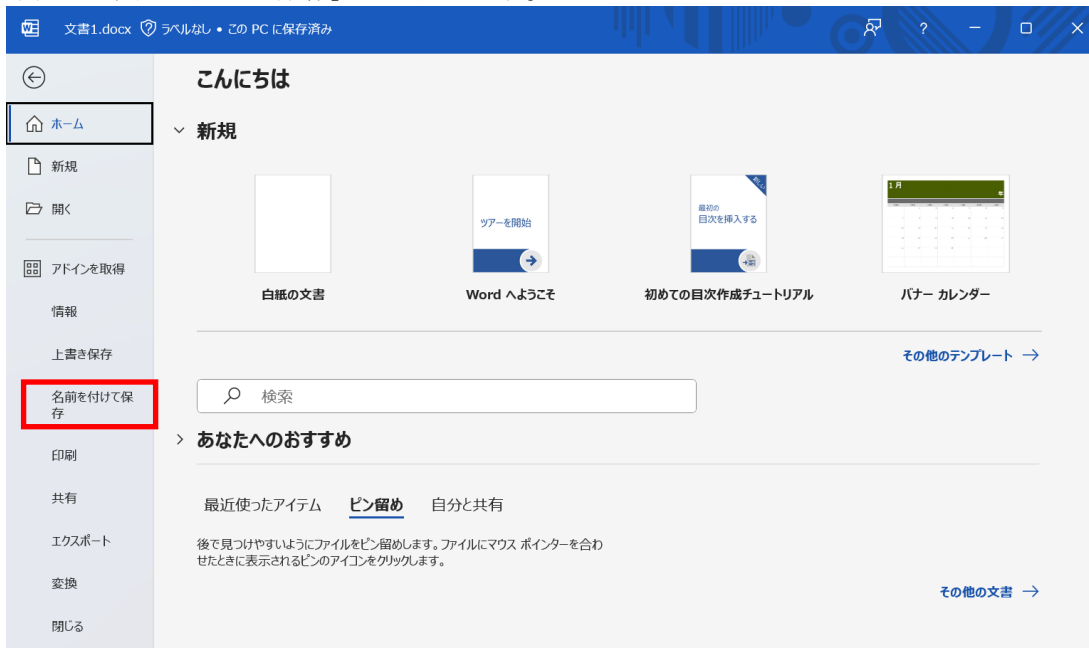 文書1.docx ラベルなし • この PC に保存済み
?
こんにちは
ホーム
新規
開く
アドインを取得
情報
上書き保存
名前を付けて保
存
印刷
共有
エクスポート
変換
閉じる
新規
ツアーを開始
最初の
目次を挿入する
新しい
1 月
年
白紙の文書
Word へようこそ
初めての目次作成チュートリアル
バナー カレンダー
その他のテンプレート →
検索
あなたへのおすすめ
最近使ったアイテム ピン留め 自分と共有
後で見つけやすいようにファイルをピン留めします。ファイルにマウス ポインターを合わ
せたときに表示されるピンのアイコンをクリックします。
その他の文書 →